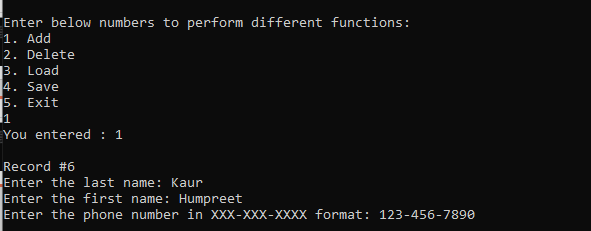 Enter below numbers to perform different functions:
1. Add
2. Delete
3. Load
4. Save
5. Exit
1
You entered : 1
Record #6
Enter the last name: Kaur
Enter the first name: Humpreet
Enter the phone number in XXX-XXX-XXXX format: 123-456-7890